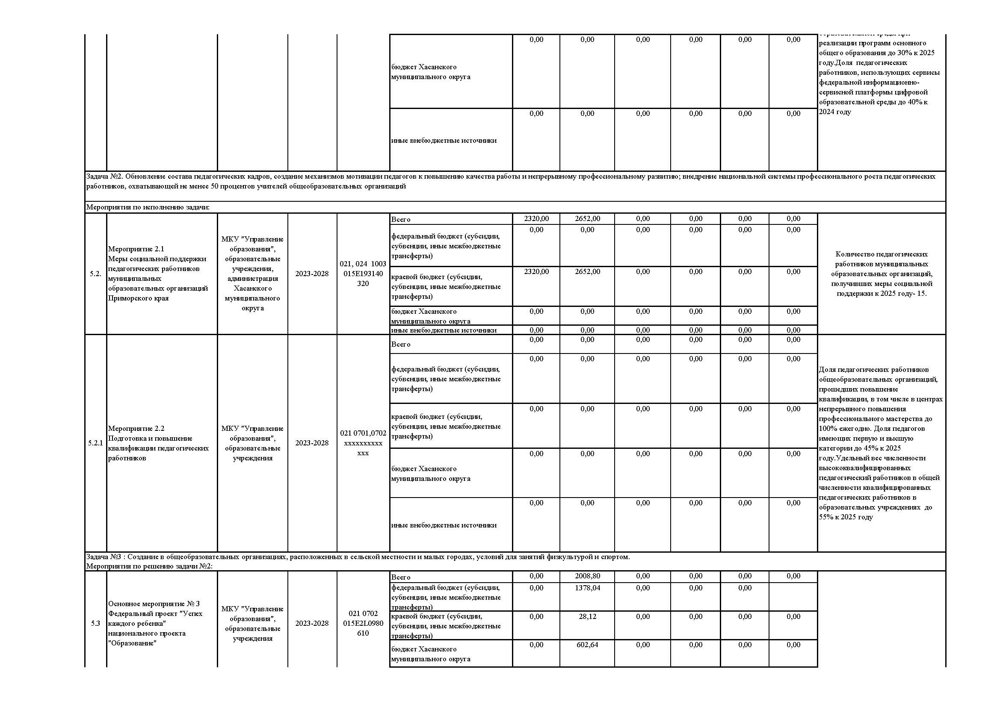 бюджет Хасанского
муниципального округа
0,00 0,00 0,00 0,00 0,00 0,00
реализации программ основного
общего образования до 30% к 2025
году.Доля  педагогических
работников, использующих сервисы
федеральной информационно-
сервисной платформы цифровой
образовательной среды до 40% к
2024 году
иные внебюджетные источники
0,00 0,00 0,00 0,00 0,00 0,00
Задача №2. Обновление состава педагогических кадров, создание механизмов мотивации педагогов к повышению качества работы и непрерывному профессиональному развитию; внедрение национальной системы профессионального роста педагогических
работников, охватывающей не менее 50 процентов учителей общеобразовательных организаций
Мероприятия по исполнению задачи:
5.2.
Мероприятие 2.1
Меры социальной поддержки
педагогических работников
муниципальных
образовательных организаций
Приморского края
МКУ "Управление
образования",
образовательные
учреждения,
администрация
Хасанского
муниципального
округа
2023-2028
021, 024  1003
015E193140
320
Всего
2320,00 2652,00 0,00 0,00 0,00 0,00
федеральный бюджет (субсидии,
субвенции, иные межбюджетные
трансферты)
0,00 0,00 0,00 0,00 0,00 0,00
краевой бюджет (субсидии,
субвенции, иные межбюджетные
трансферты)
2320,00 2652,00 0,00 0,00 0,00 0,00
бюджет Хасанского
муниципального округа
0,00 0,00 0,00 0,00 0,00 0,00
иные внебюджетные источники
0,00 0,00 0,00 0,00 0,00 0,00
Количество педагогических
работников муниципальных
образовательных организаций,
получивших меры социальной
поддержки к 2025 году- 15.
5.2.1
Мероприятие 2.2
Подготовка и повышение
квалификации педагогических
работников
МКУ "Управление
образования",
образовательные
учреждения
2023-2028
021 0701,0702
xxxxxxxxxx
xxx
Всего
0,00 0,00 0,00 0,00 0,00 0,00
федеральный бюджет (субсидии,
субвенции, иные межбюджетные
трансферты)
0,00 0,00 0,00 0,00 0,00 0,00
краевой бюджет (субсидии,
субвенции, иные межбюджетные
трансферты)
0,00 0,00 0,00 0,00 0,00 0,00
бюджет Хасанского
муниципального округа
0,00 0,00 0,00 0,00 0,00 0,00
иные внебюджетные источники
0,00 0,00 0,00 0,00 0,00 0,00
Доля педагогических работников
общеобразовательных организаций,
прошедших повышение
квалификации, в том числе в центрах
непрерывного повышения
профессионального мастерства до
100% ежегодно. Доля педагогов
имеющих первую и высшую
категории до 45% к 2025
году.Удельный вес численности
высококвалифицированных
педагогический работников в общей
численности квалифицированных
педагогических работников в
образовательных учреждениях  до
55% к 2025 году
Задача №3 : Создание в общеобразовательных организациях, расположенных в сельской местности и малых городах, условий для занятий физкультурой и спортом.
Мероприятия по решению задачи №2:
5.3
Основное мероприятие № 3
Федеральный проект "Успех
каждого ребенка"
национального проекта
"Образование"
МКУ "Управление
образования",
образовательные
учреждения
2023-2028
021 0702
015E2L0980
610
Всего
0,00 2008,80 0,00 0,00 0,00 0,00
федеральный бюджет (субсидии,
субвенции, иные межбюджетные
трансферты)
0,00 1378,04 0,00 0,00 0,00
краевой бюджет (субсидии,
субвенции, иные межбюджетные
трансферты)
0,00 28,12 0,00 0,00 0,00 0,00
бюджет Хасанского
муниципального округа
0,00 602,64 0,00 0,00 0,00 0,00